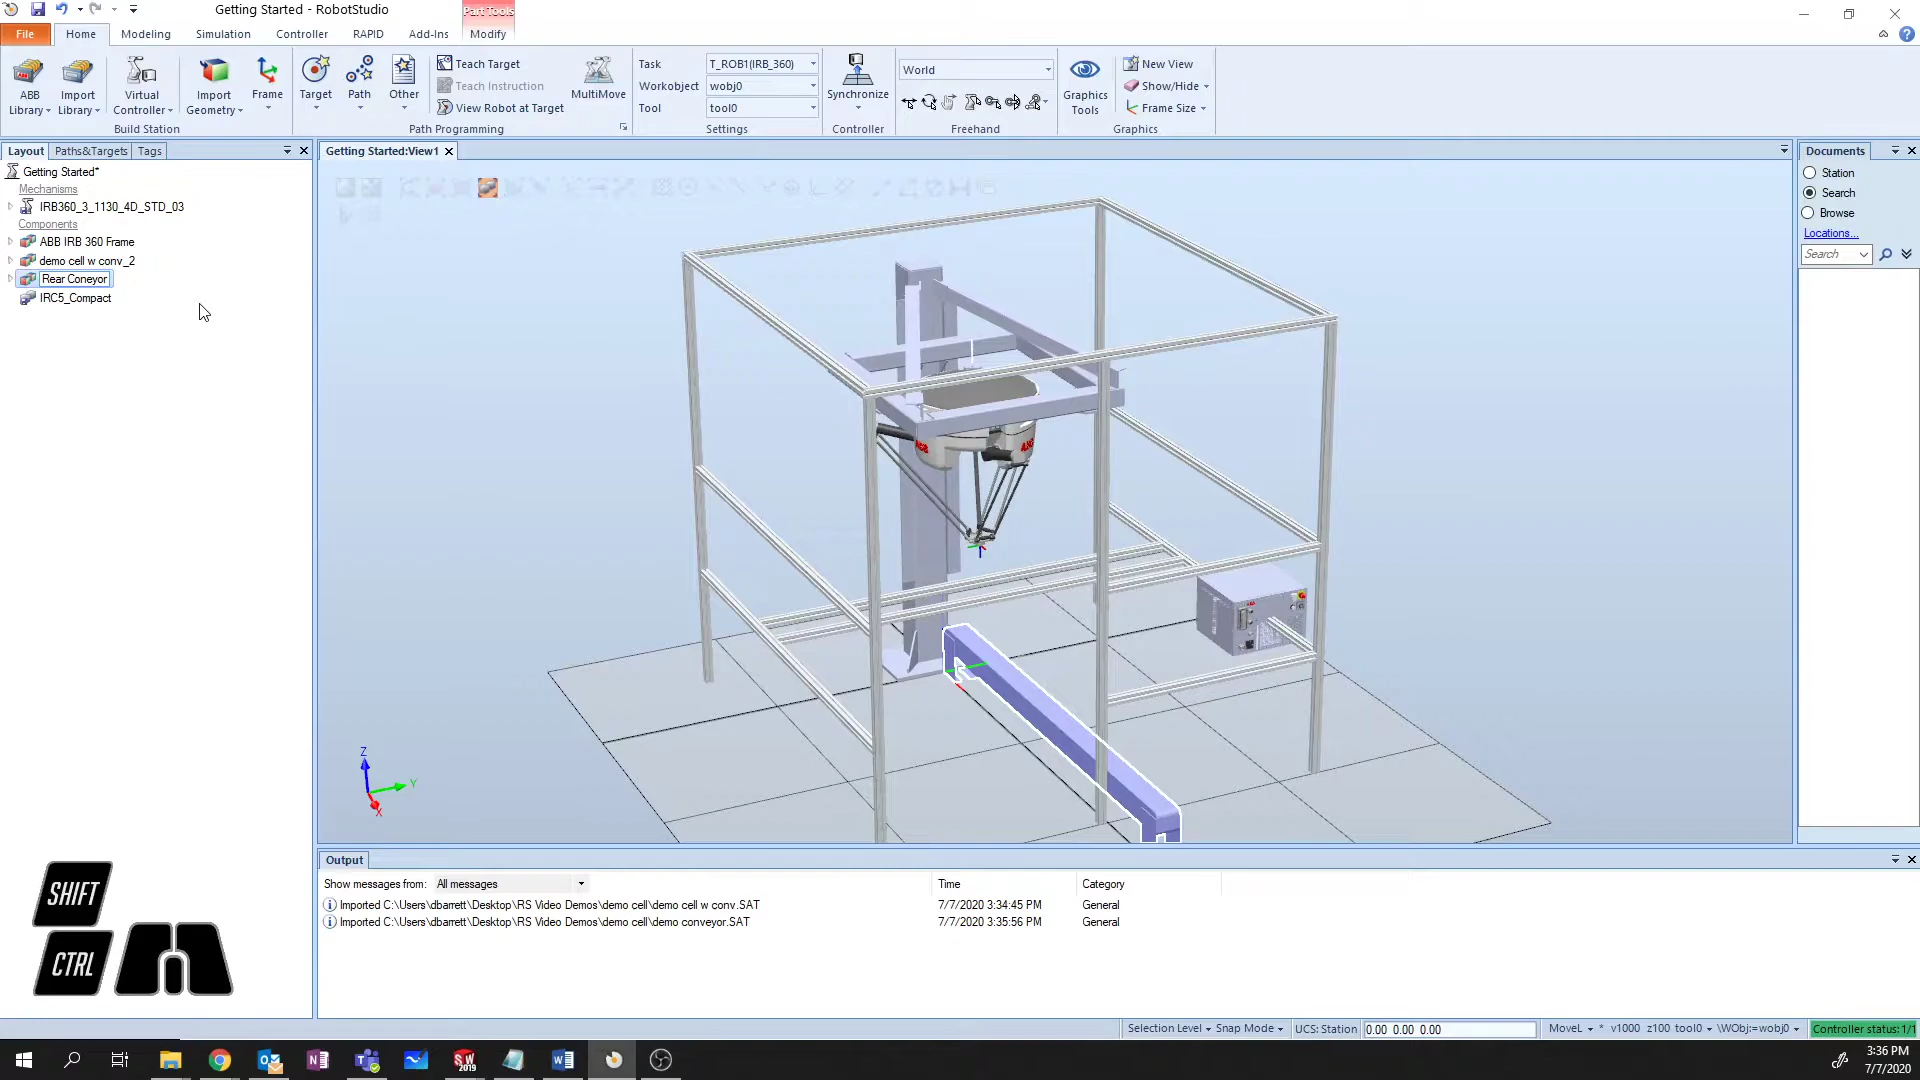 Getting Started - RobotStudio
Part Tools
File Home Modeling Simulation Controller RAPID Add-Ins Modify
ABB Library
Import Library
Virtual Controller
Import Geometry
Frame
Build Station
Target
Path
Other
Teach Target
Teach Instruction
View Robot at Target
MultiMove
Path Programming
Task T_ROB1(IRB_360)
Workobject wobj0
Tool tool0
Settings
Synchronize
Controller
World
Freehand
Graphics Tools
New View
Show/Hide
Frame Size
Graphics
Layout Paths&Targets Tags
Getting Started*
Mechanisms
IRB360_3_1130_4D_STD_03
Components
ABB IRB 360 Frame
demo cell w conv_2
Rear Coneyor
IRC5_Compact
SHIFT
CTRL
Getting Started:View1
ABB
Z
Y
X
Documents
Station
Search
Browse
Locations...
Search
Output
Show messages from: All messages Time Category
Imported C:\Users\dbarrett\Desktop\RS Video Demos\demo cell\demo cell w conv.SAT 7/7/2020 3:34:45 PM General
Imported C:\Users\dbarrett\Desktop\RS Video Demos\demo cell\demo conveyor.SAT 7/7/2020 3:35:56 PM General
Selection Level Snap Mode UCS: Station 0.00 0.00 0.00 MoveL * v1000 z100 tool0 \WObj:=wobj0 Controller status: 1/1
SW 2019
3:36 PM
7/7/2020